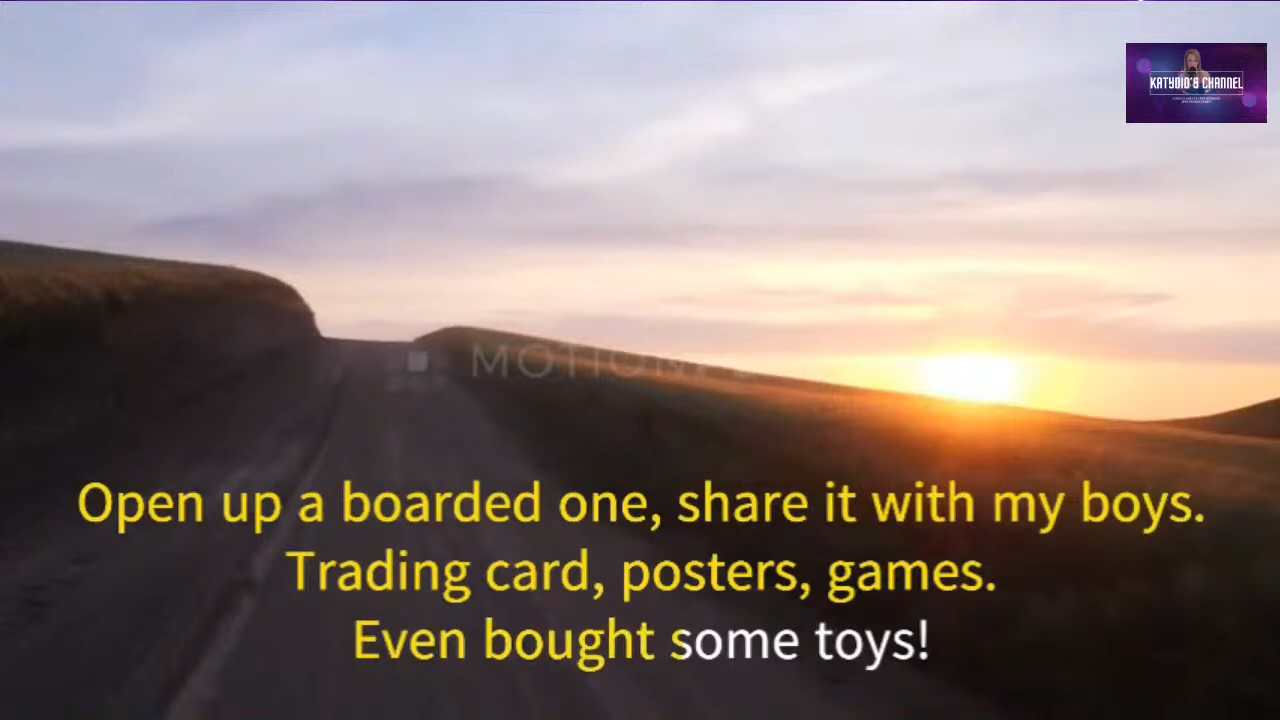 KATYDID'S CHANNEL
MOTION
Open up a boarded one, share it with my boys.
Trading card, posters, games.
Even bought some toys!